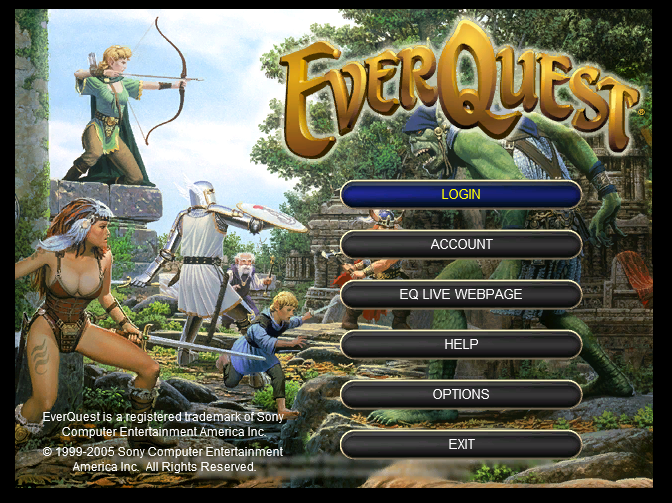 EVERQUEST®
LOGIN
ACCOUNT
EQ LIVE WEBPAGE
HELP
OPTIONS
EXIT
EverQuest is a registered trademark of Sony
Computer Entertainment America Inc.
© 1999-2005 Sony Computer Entertainment
America Inc. All Rights Reserved.